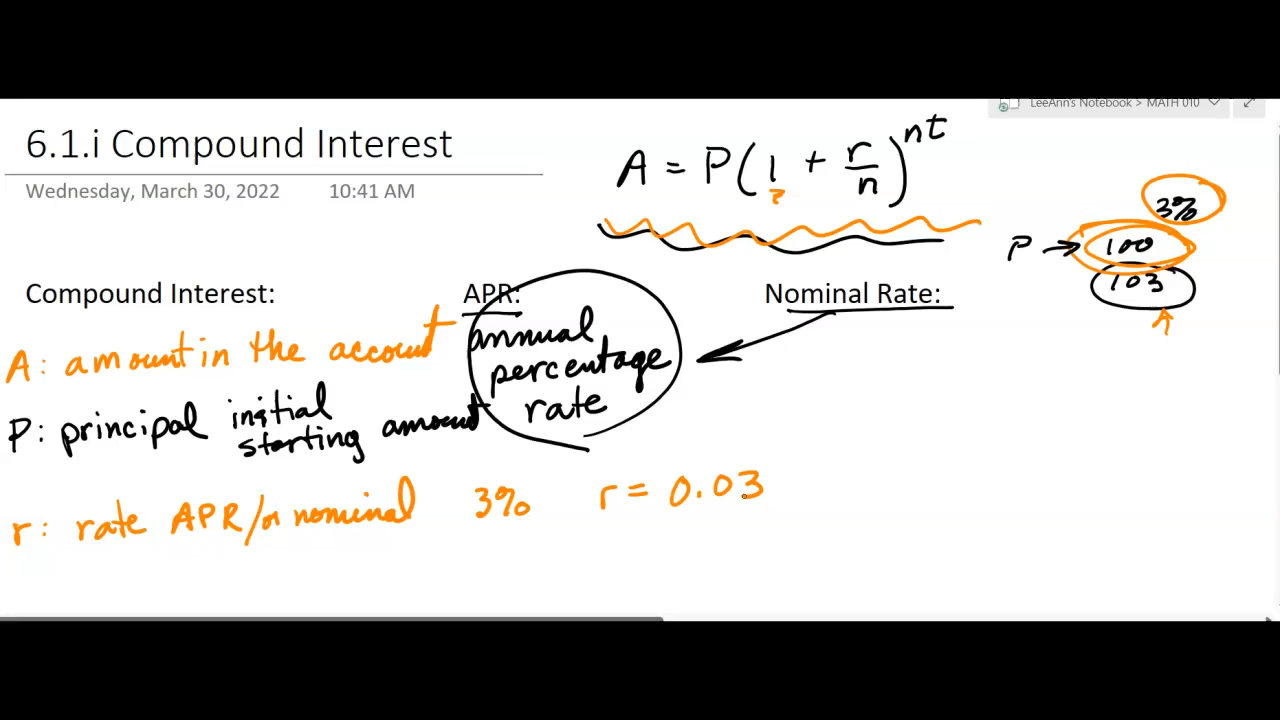 LeeAnn's Notebook > MATH 010
6.1.i Compound Interest
Wednesday, March 30, 2022 10:41 AM
A = P(1 + r/n)^nt
?
3%
P → 100
103
A
Compound Interest: APR: Nominal Rate:
A: amount in the account
annual
percentage
rate
P: principal initial
starting amount
r: rate APR/or nominal 3% r = 0.03